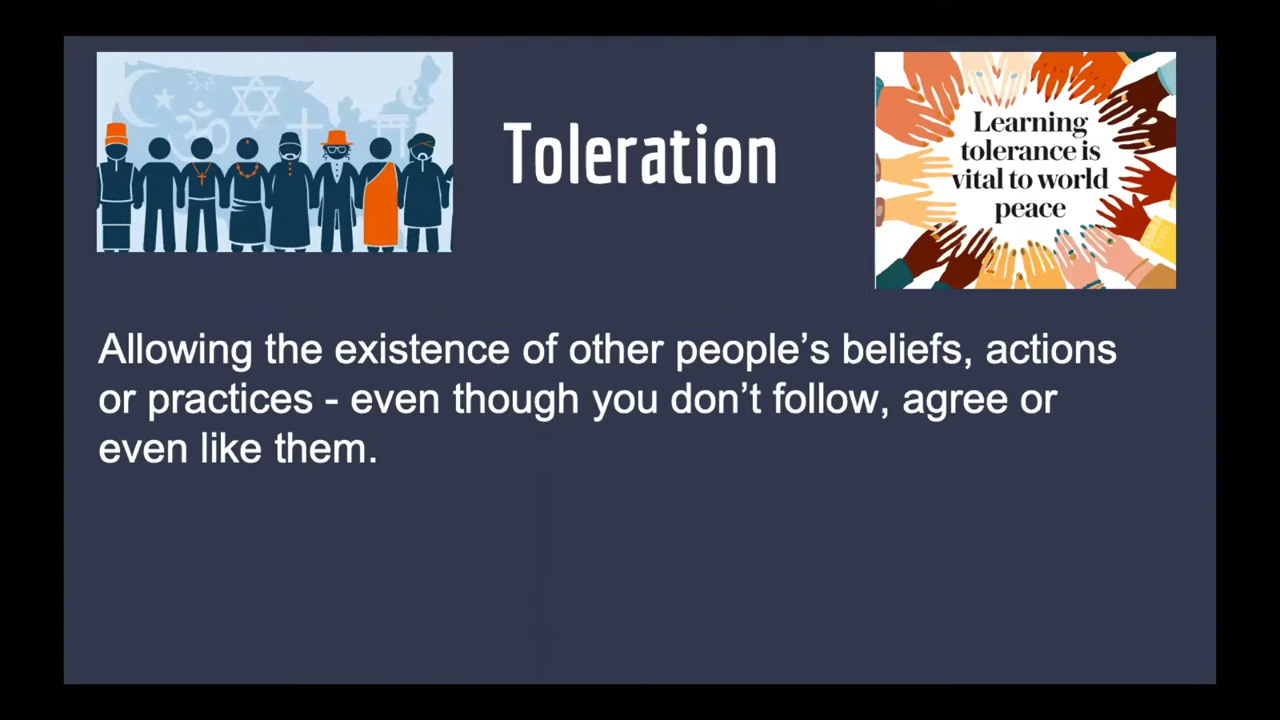 Toleration
Learning
tolerance is
vital to world
peace
Allowing the existence of other people’s beliefs, actions
or practices - even though you don’t follow, agree or
even like them.